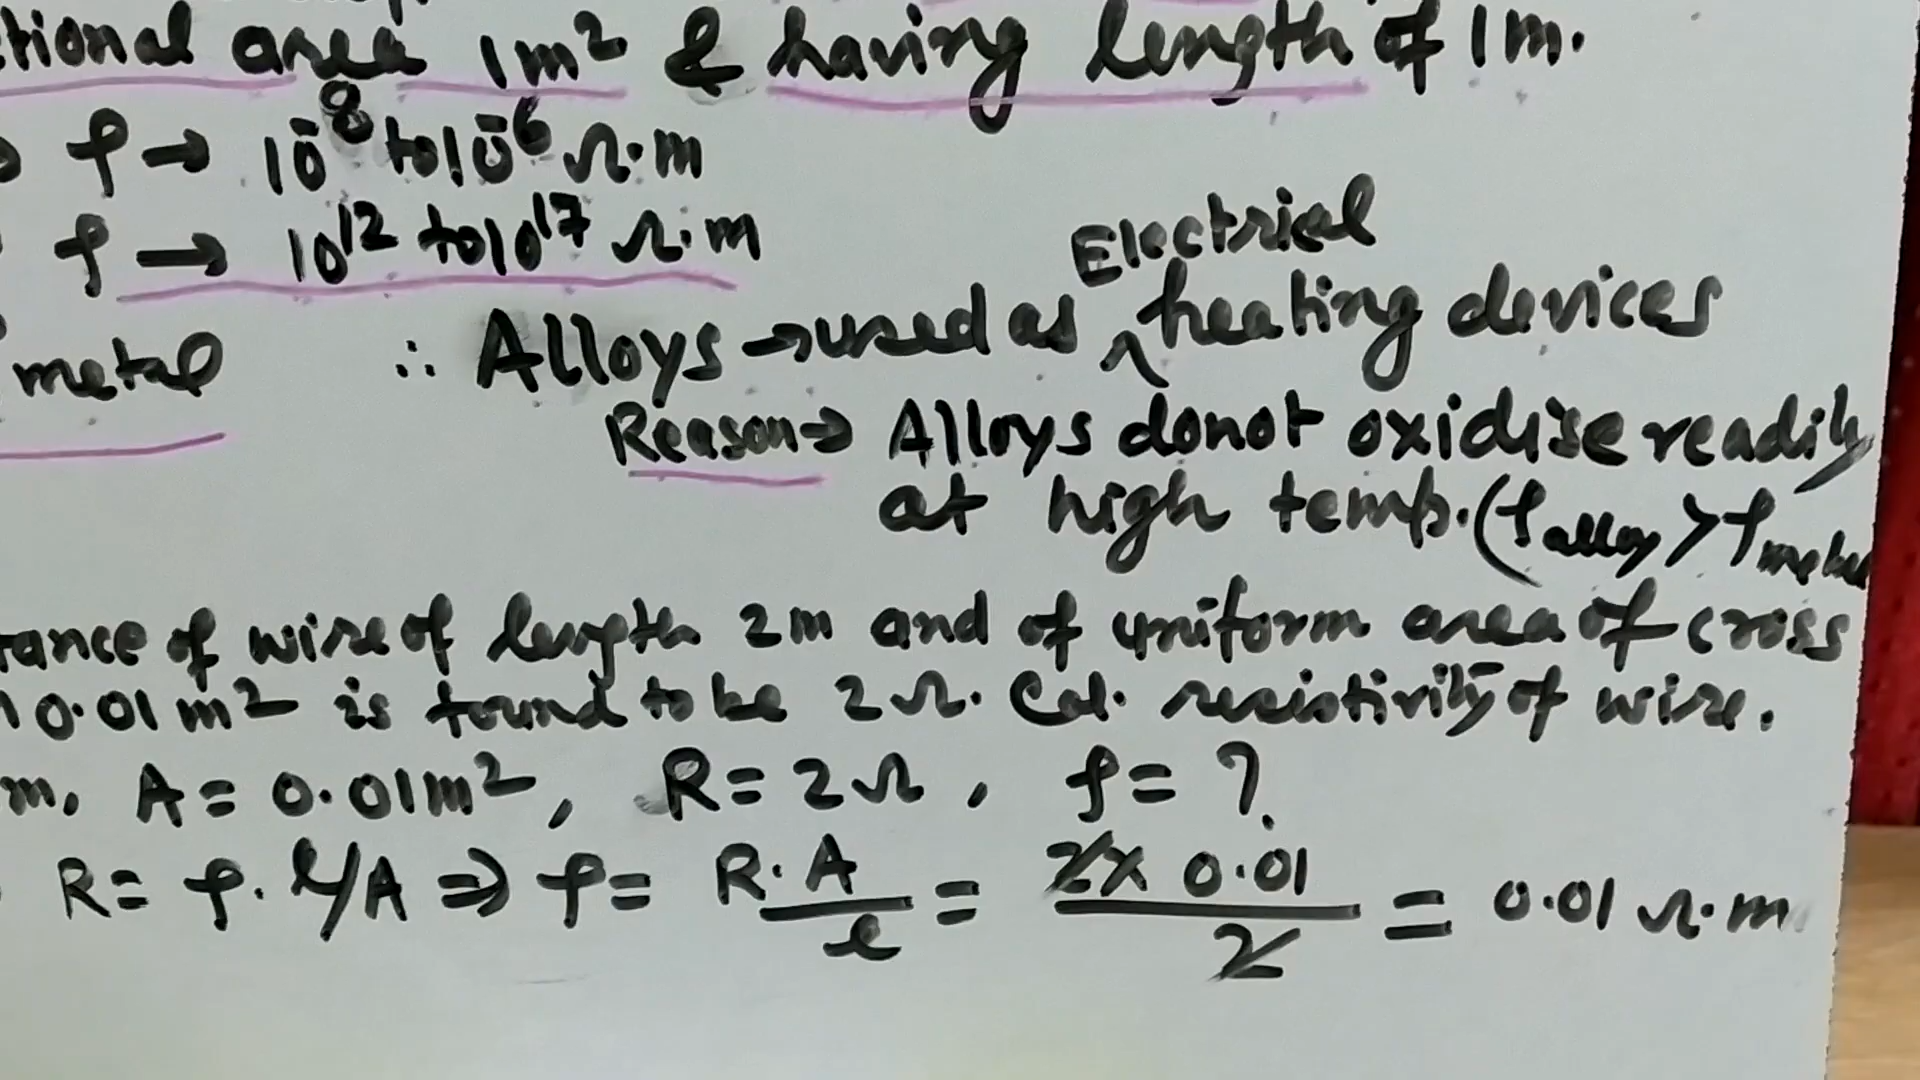 tional area 1m² & having length of 1m.
ρ → 10⁻⁸ to 10⁻⁶ Ω·m
ρ → 10¹² to 10¹⁷ Ω·m
Electrical
metal ∴ Alloys → used as ^ heating devices
Reason → Alloys donot oxidise readily
at high temp. (ρ alloy > ρ metal
tance of wire of length 2m and of uniform area of cross
0.01 m² is found to be 2Ω. Cal. resistivity of wire.
m, A = 0.01m², R = 2Ω, ρ = ?
R = ρ. l/A ⇒ ρ = R.A/l = 2 x 0.01/2 = 0.01 Ω·m